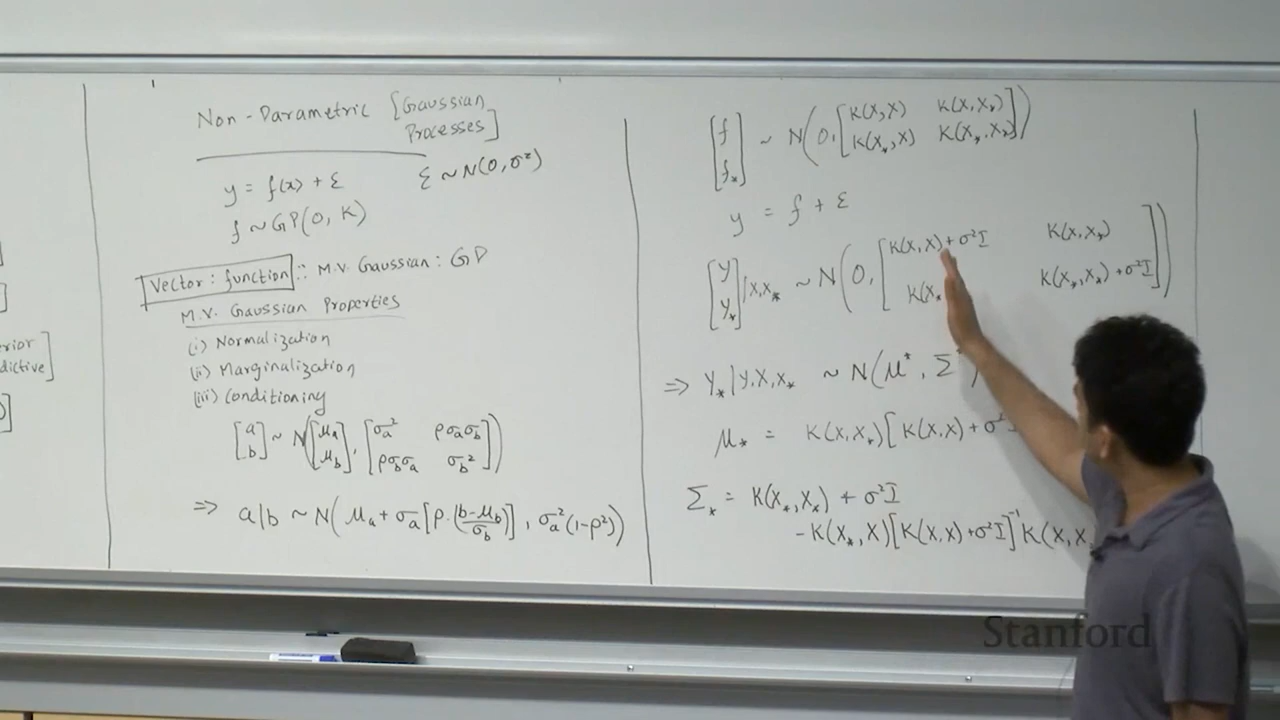 erior
dictive]
Non-Parametric [Gaussian Processes]
y = f(x) + ε ε ~ N(0, σ²)
f ~ GP(0, K)
Vector : function :: M.V. Gaussian : GP
M.V. Gaussian Properties
(i) Normalization
(ii) Marginalization
(iii) Conditioning
[a b] ~ N([μa μb], [σa² ρσaσb ρσbσa σb²])
⇒ a|b ~ N(μa + σa[ρ·(b-μb)/σb], σa²(1-ρ²))
[f f*] ~ N(0, [K(X,X) K(X,X*) K(X*,X) K(X*,X*)])
y = f + ε
[y y*]|X,X* ~ N(0, [K(X,X)+σ²I K(X,X*) K(X* K(X*,X*)+σ²I])
⇒ y*|y,X,X* ~ N(μ*, Σ*)
μ* = K(X,X*)[K(X,X)+σ²
Σ* = K(X*,X*) + σ²I
-K(X*,X)[K(X,X)+σ²I]⁻¹K(X,X
Stanford